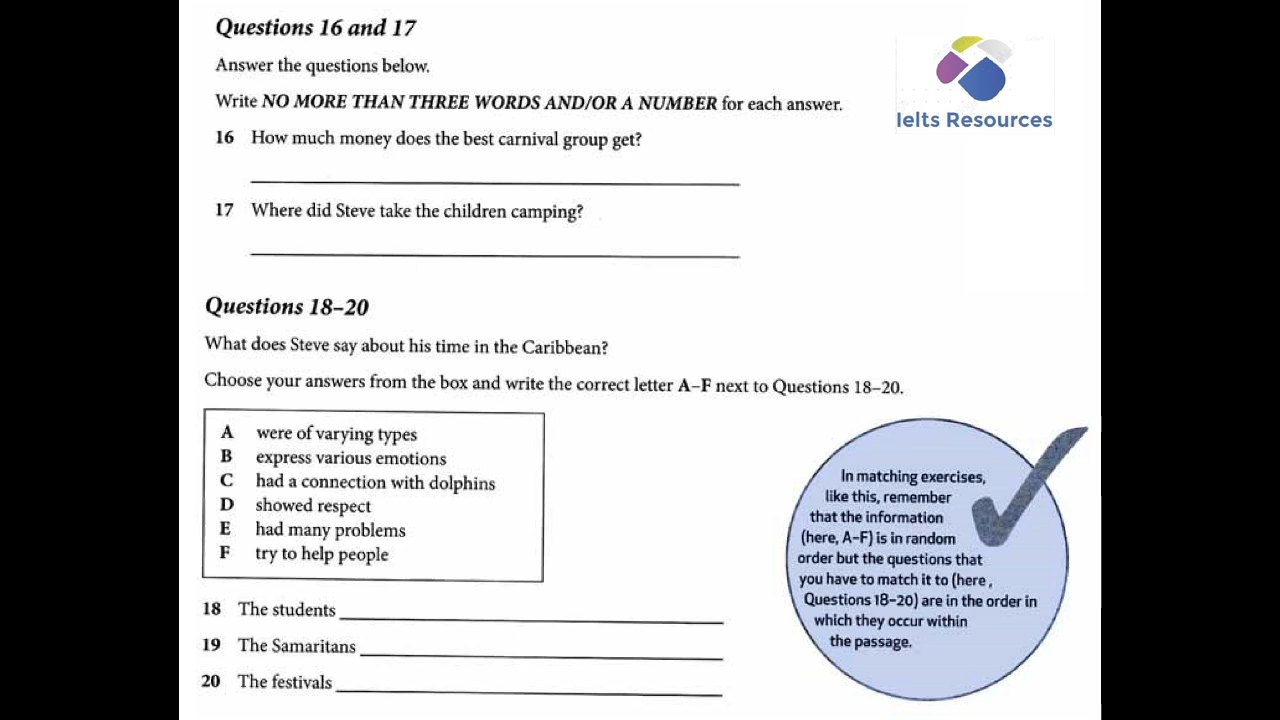 Questions 16 and 17
Answer the questions below.
Write NO MORE THAN THREE WORDS AND/OR A NUMBER for each answer.
16 How much money does the best carnival group get?
17 Where did Steve take the children camping?
Ielts Resources
Questions 18–20
What does Steve say about his time in the Caribbean?
Choose your answers from the box and write the correct letter A–F next to Questions 18–20.
A were of varying types
B express various emotions
C had a connection with dolphins
D showed respect
E had many problems
F try to help people
18 The students
19 The Samaritans
20 The festivals
In matching exercises,
like this, remember
that the information
(here, A–F) is in random
order but the questions that
you have to match it to (here,
Questions 18–20) are in the order in
which they occur within
the passage.